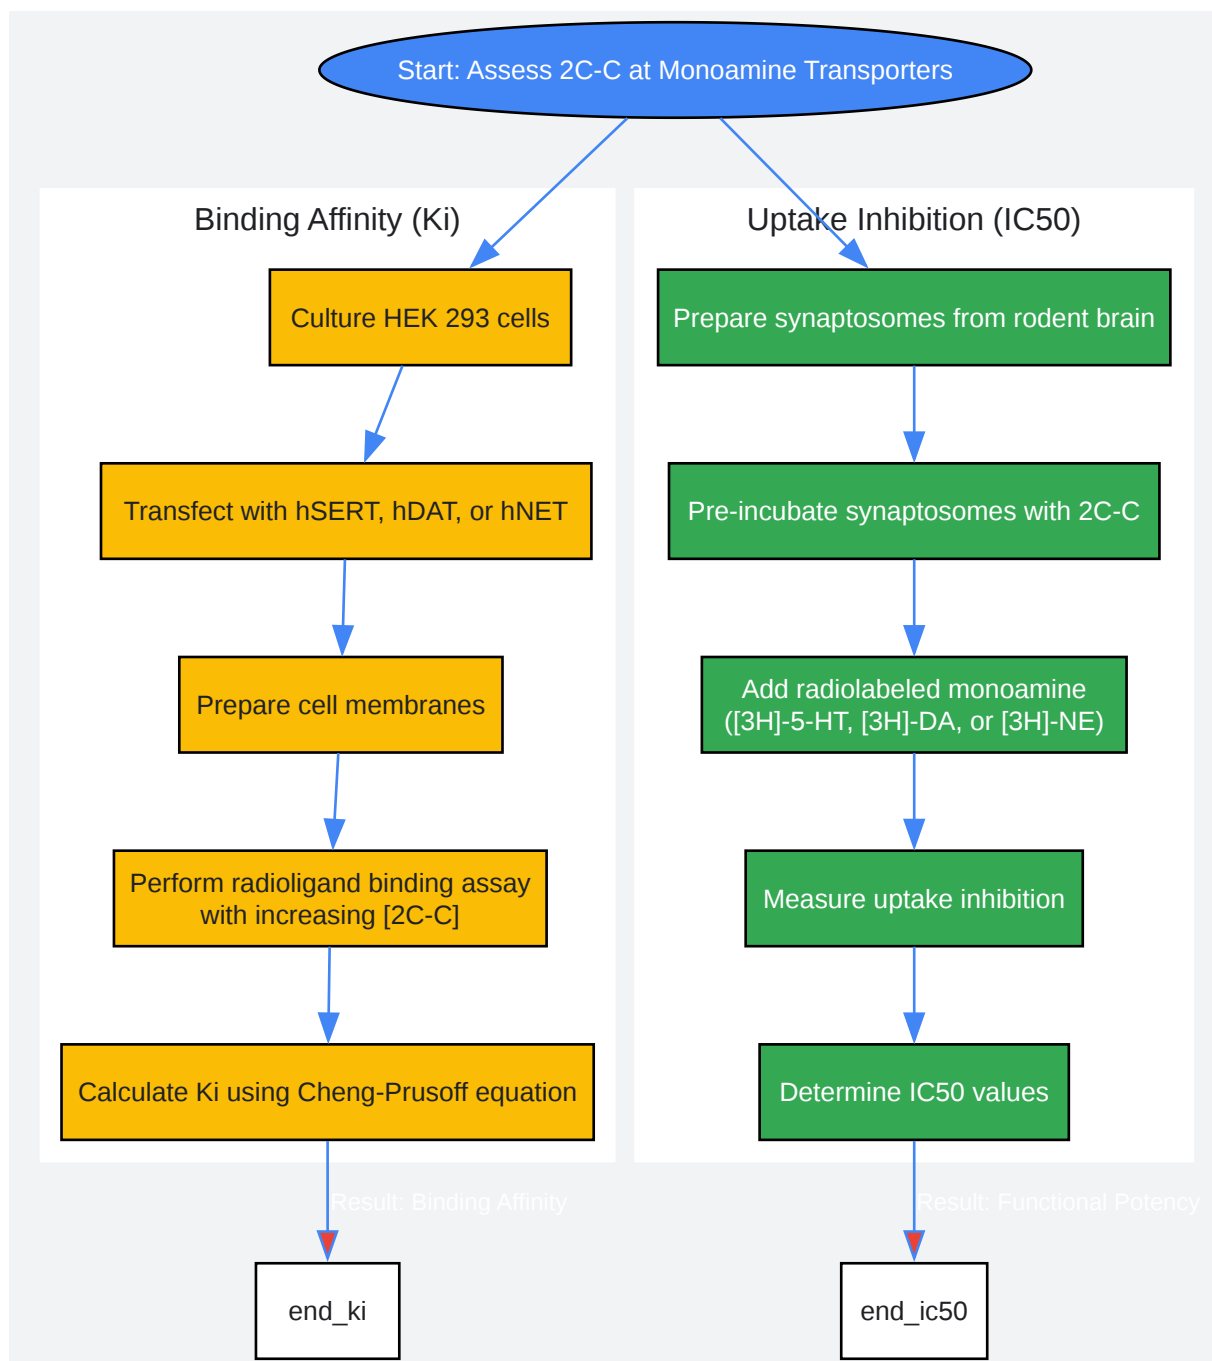 Start: Assess 2C-C at Monoamine Transporters
Binding Affinity (Ki)
Culture HEK 293 cells
Transfect with hSERT, hDAT, or hNET
Prepare cell membranes
Perform radioligand binding assay
with increasing [2C-C]
Calculate Ki using Cheng-Prusoff equation
Result: Binding Affinity
end_ki
Uptake Inhibition (IC50)
Prepare synaptosomes from rodent brain
Pre-incubate synaptosomes with 2C-C
Add radiolabeled monoamine
([3H]-5-HT, [3H]-DA, or [3H]-NE)
Measure uptake inhibition
Determine IC50 values
Result: Functional Potency
end_ic50